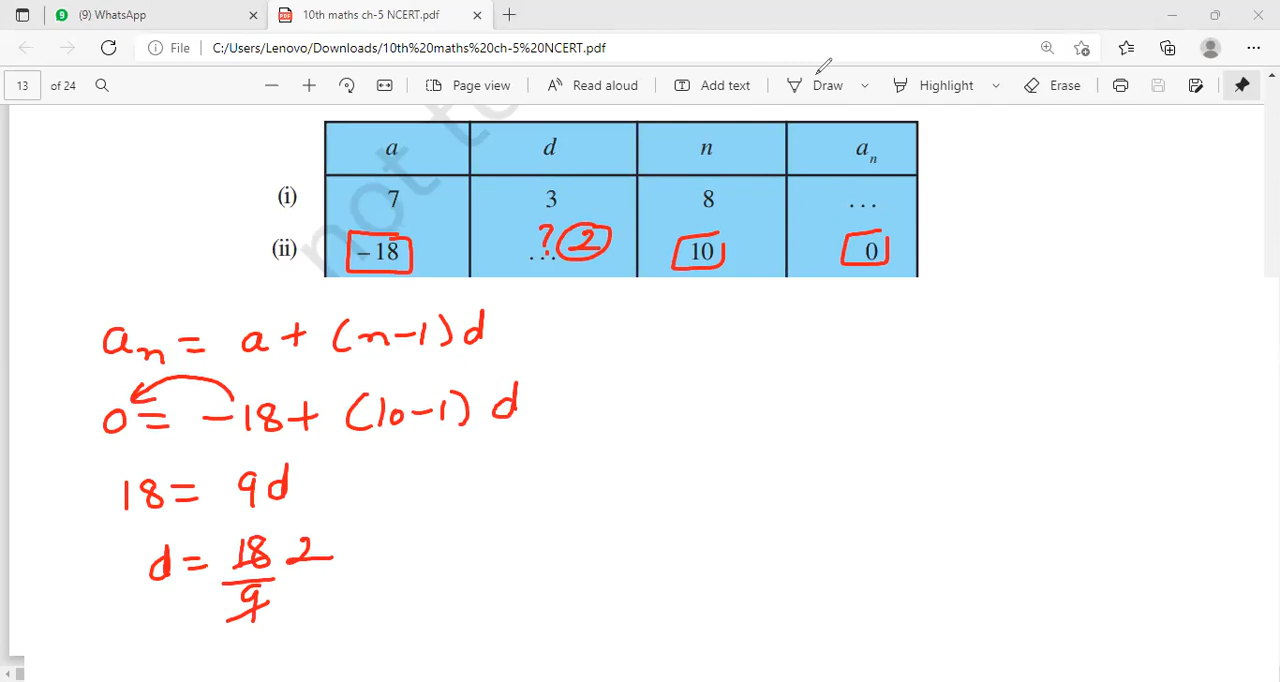 (9) WhatsApp
10th maths ch-5 NCERT.pdf
File C:/Users/Lenovo/Downloads/10th%20maths%20ch-5%20NCERT.pdf
13 of 24
Page view
Read aloud
Add text
Draw
Highlight
Erase
not to
a d n aₙ
(i) 7 3 8 . . .
(ii) – 18 . . . ? 2 10 0
aₙ = a + (n-1)d
0 = -18 + (10-1) d
18 = 9d
d = 18/9 2